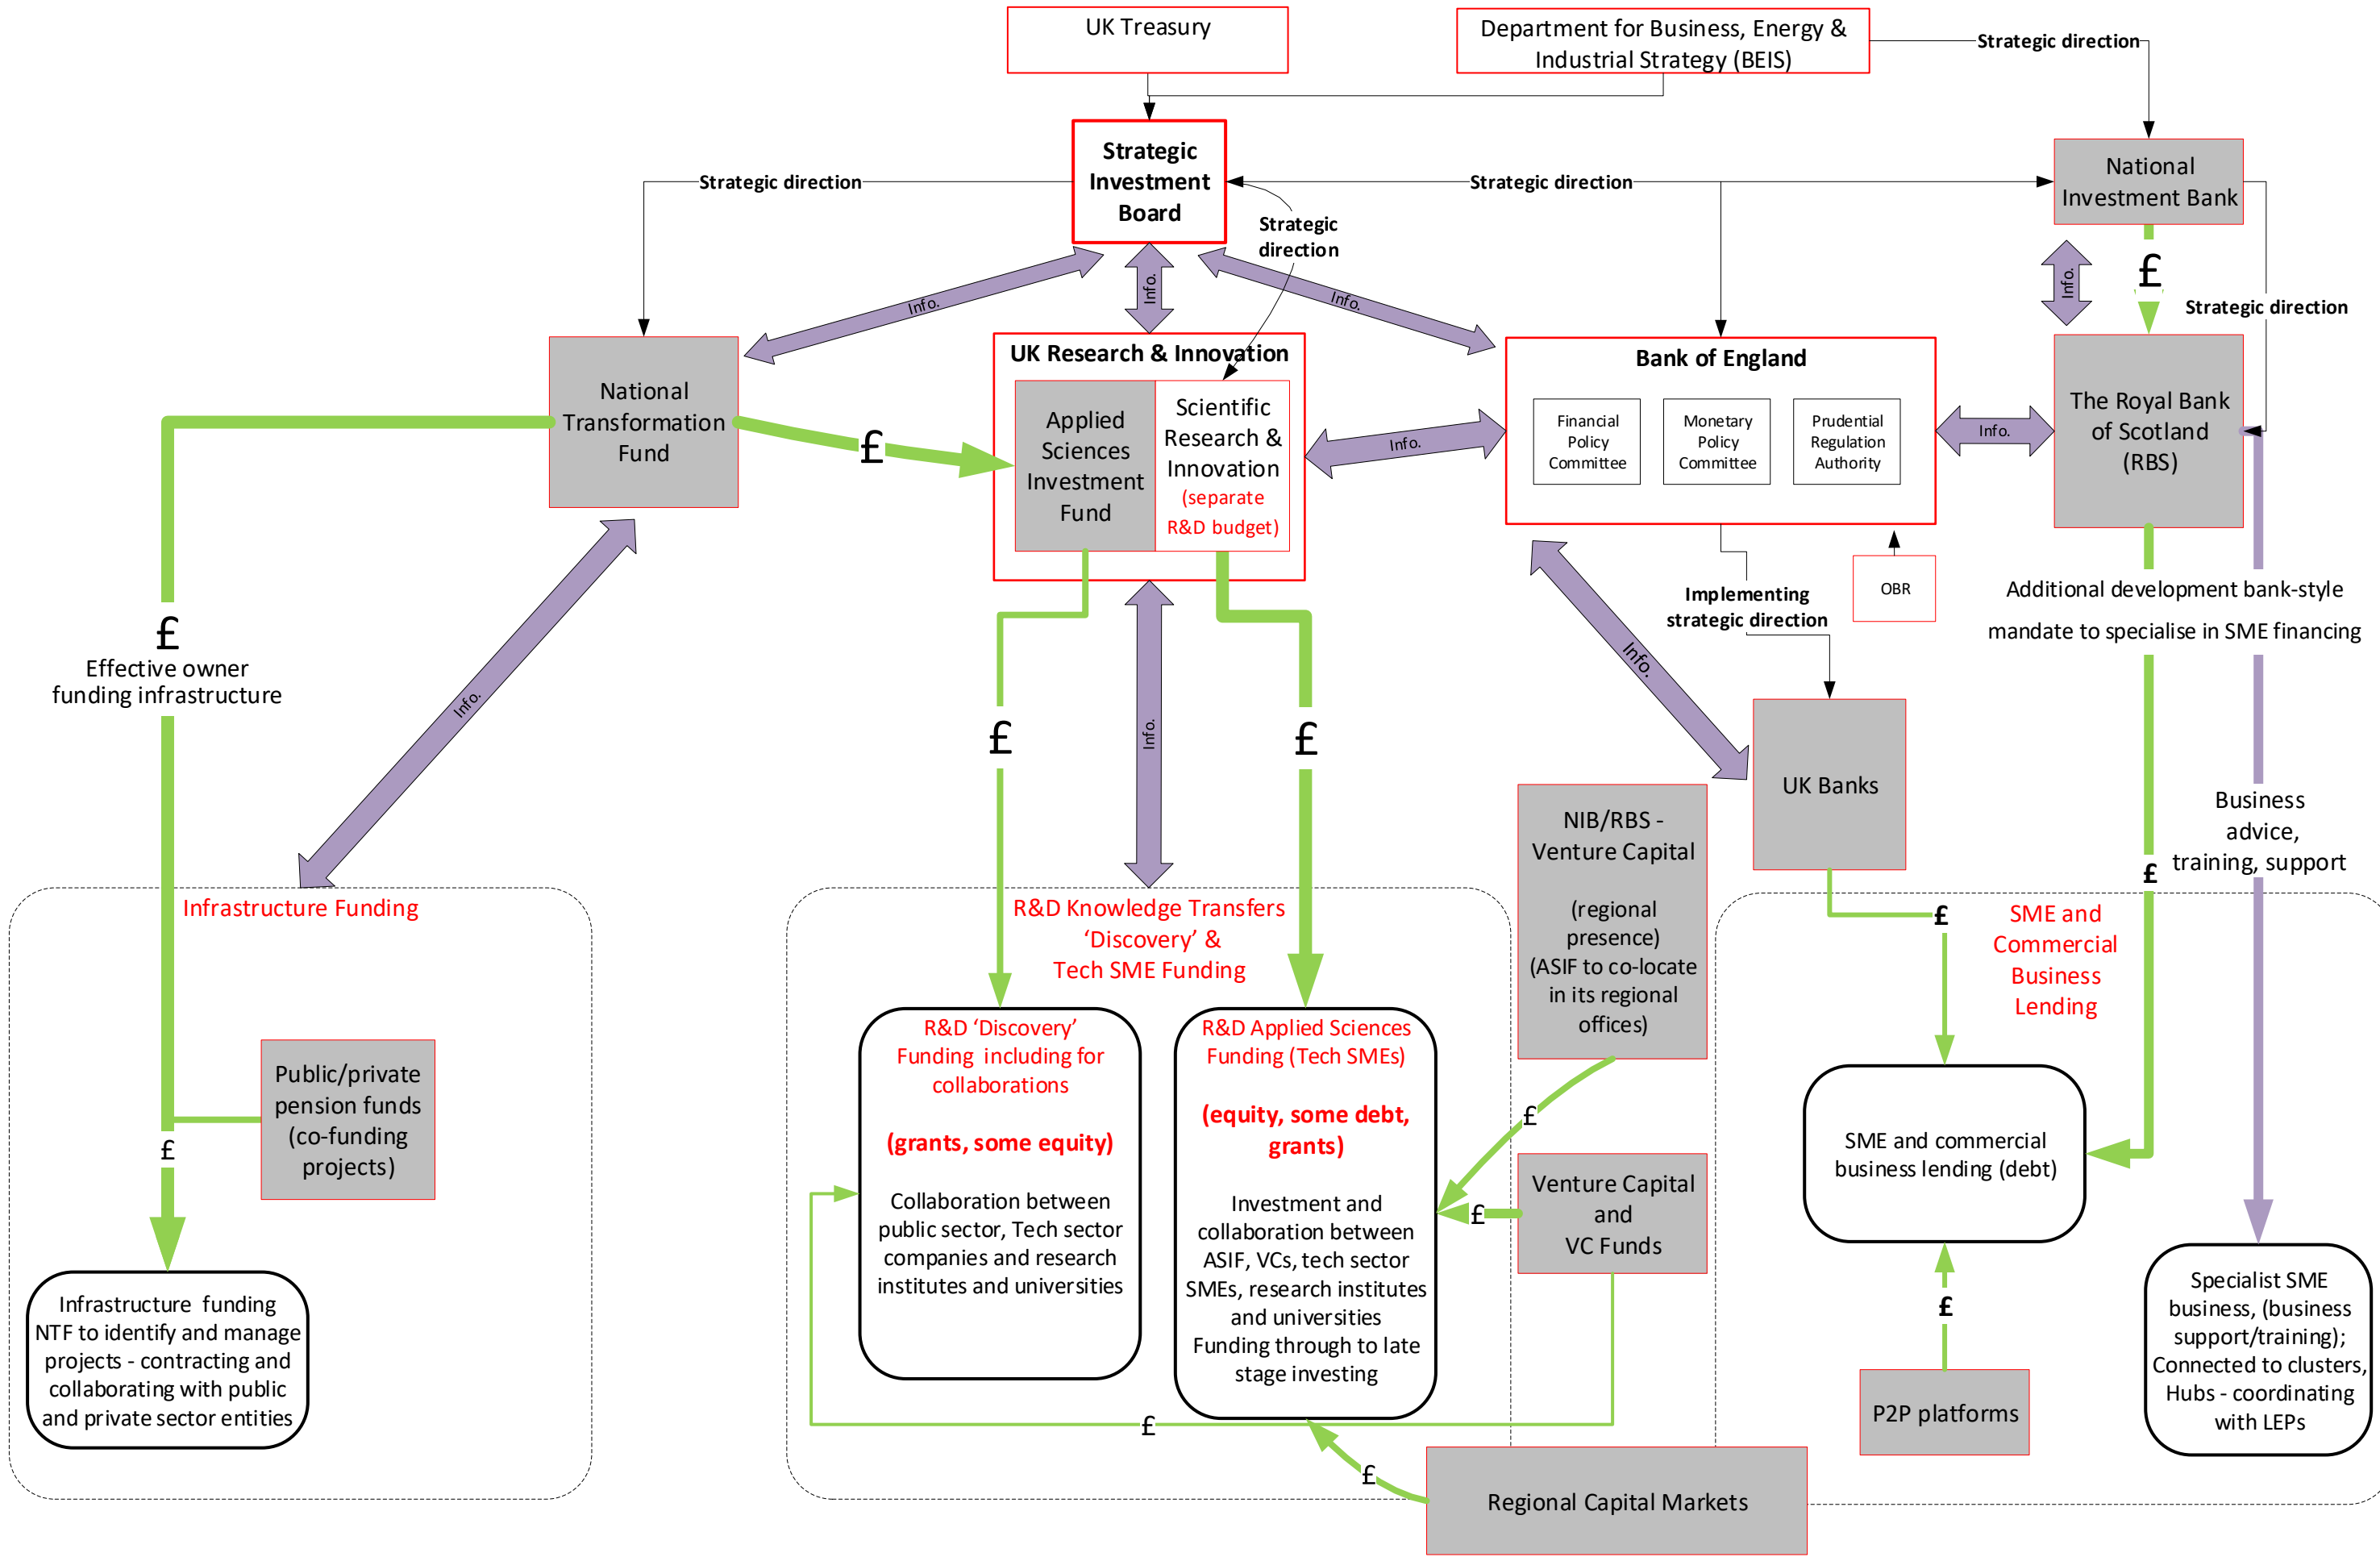 UK Treasury
Department for Business, Energy &
Industrial Strategy (BEIS)
Strategic direction
Strategic
Investment
Board
National
Investment Bank
Strategic direction
Strategic direction
Strategic
direction
Info.
Info.
Info.
Info.
£
Strategic direction
National
Transformation
Fund
UK Research & Innovation
Applied
Sciences
Investment
Fund
Scientific
Research &
Innovation
(separate
R&D budget)
Bank of England
Financial
Policy
Committee
Monetary
Policy
Committee
Prudential
Regulation
Authority
The Royal Bank
of Scotland
(RBS)
£
Info.
Info.
OBR
Implementing
strategic direction
Additional development bank-style
mandate to specialise in SME financing
£
Effective owner
funding infrastructure
Info.
£
Info.
£
Info.
UK Banks
NIB/RBS -
Venture Capital
(regional
presence)
(ASIF to co-locate
in its regional
offices)
Business
advice,
training, support
£
Infrastructure Funding
R&D Knowledge Transfers
‘Discovery’ &
Tech SME Funding
£
SME and
Commercial
Business
Lending
Public/private
pension funds
(co-funding
projects)
£
R&D ‘Discovery’
Funding including for
collaborations
(grants, some equity)
Collaboration between
public sector, Tech sector
companies and research
institutes and universities
R&D Applied Sciences
Funding (Tech SMEs)
(equity, some debt,
grants)
Investment and
collaboration between
ASIF, VCs, tech sector
SMEs, research institutes
and universities
Funding through to late
stage investing
£
£
Venture Capital
and
VC Funds
SME and commercial
business lending (debt)
Infrastructure funding
NTF to identify and manage
projects - contracting and
collaborating with public
and private sector entities
£
P2P platforms
Specialist SME
business, (business
support/training);
Connected to clusters,
Hubs - coordinating
with LEPs
£
£
Regional Capital Markets